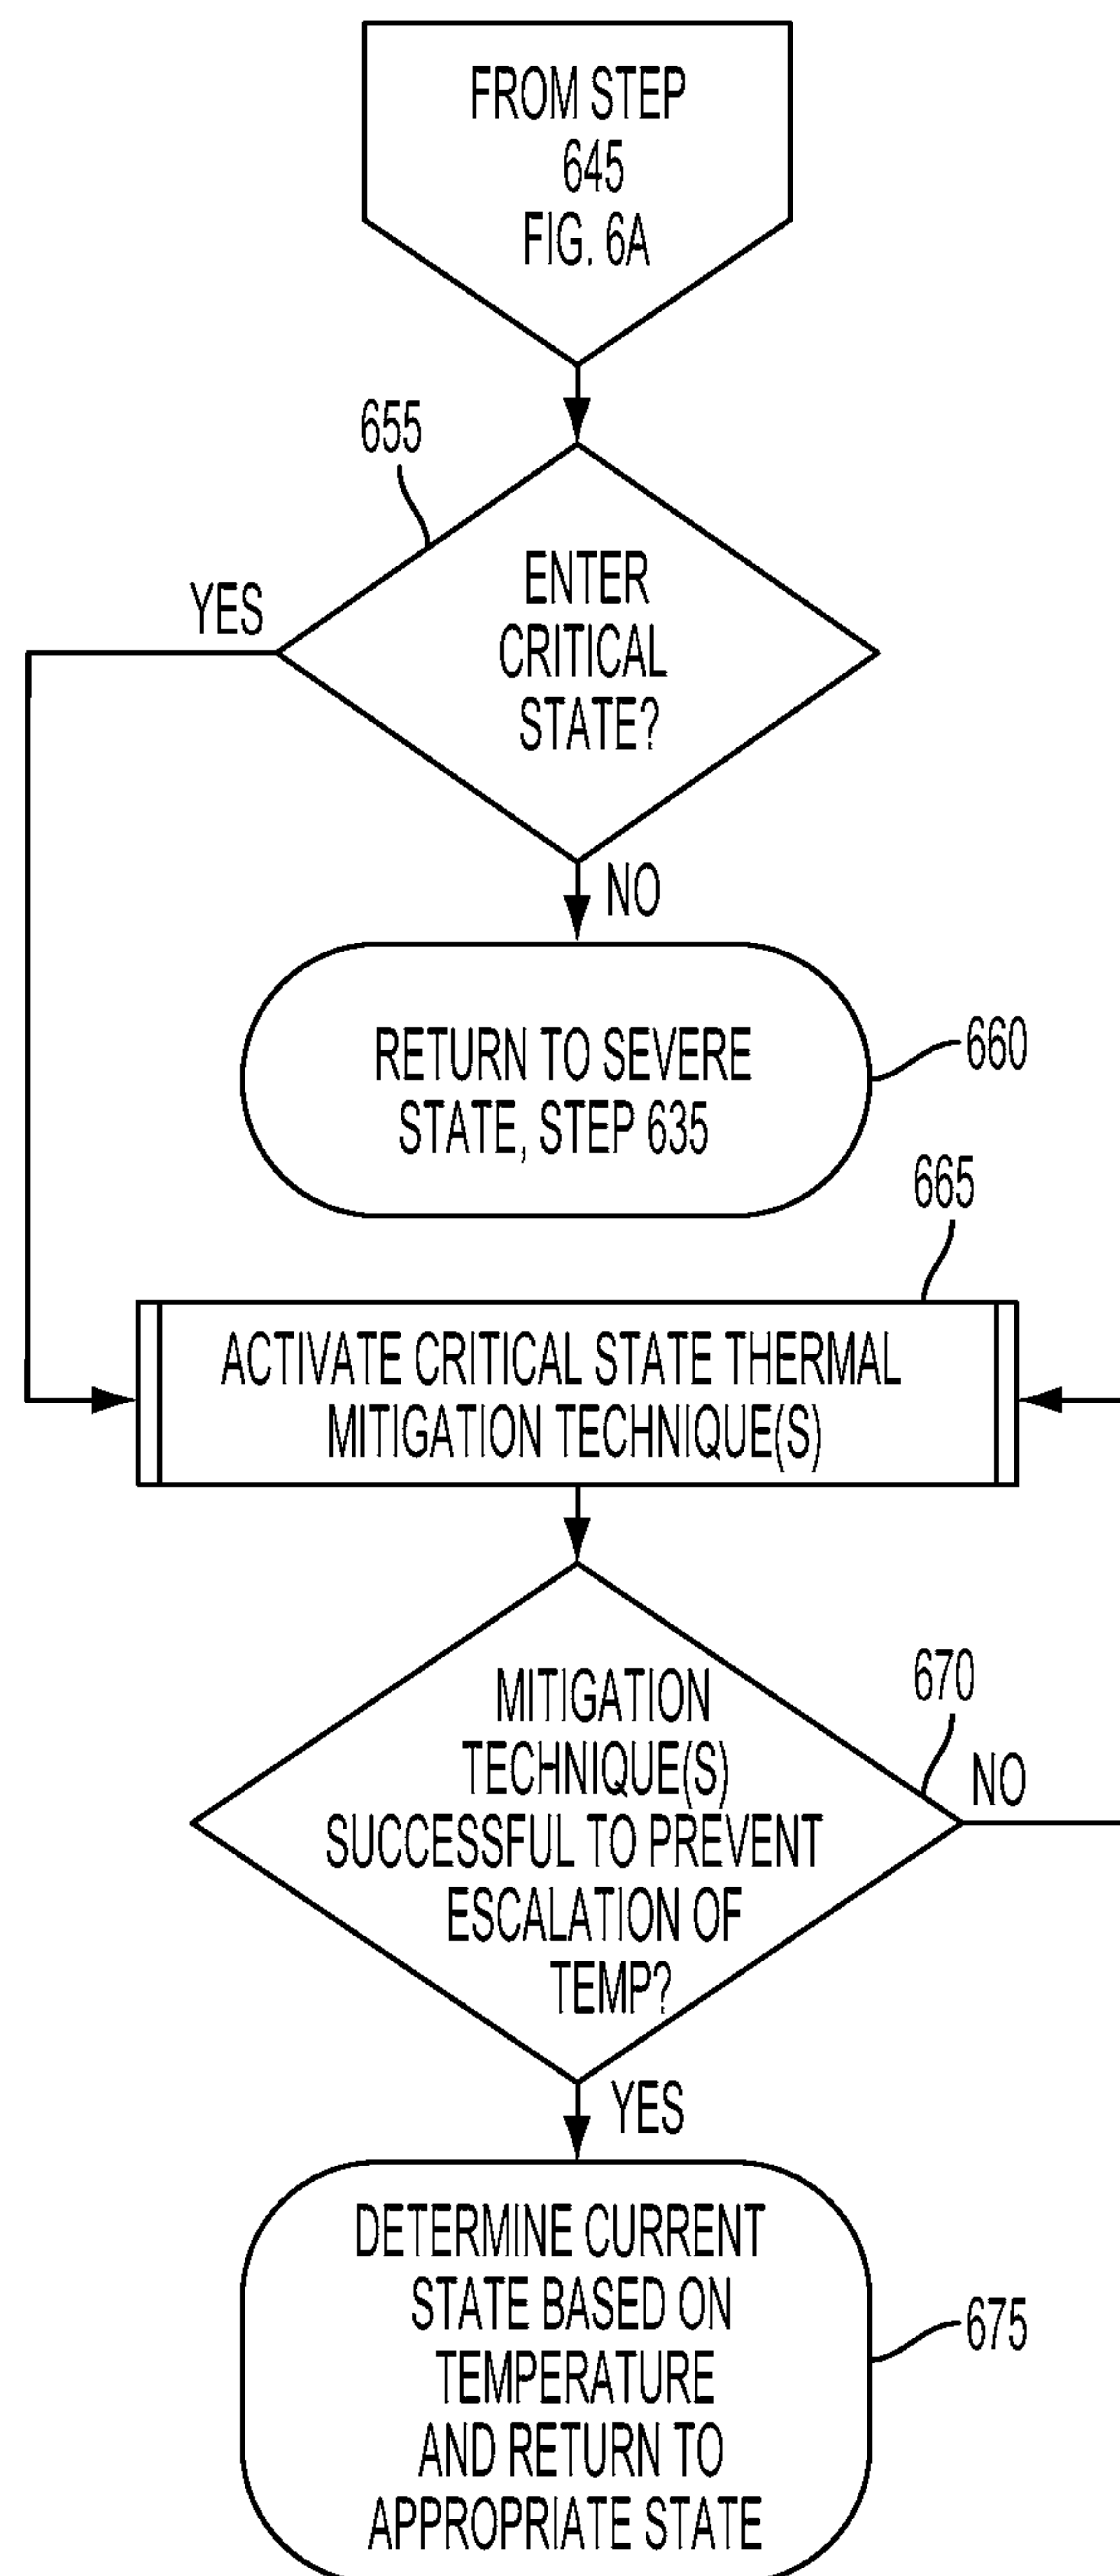 FROM STEP
645
FIG. 6A
655
YES
ENTER
CRITICAL
STATE?
NO
RETURN TO SEVERE
STATE, STEP 635
660
665
ACTIVATE CRITICAL STATE THERMAL
MITIGATION TECHNIQUE(S)
670
MITIGATION
TECHNIQUE(S)
SUCCESSFUL TO PREVENT
ESCALATION OF
TEMP?
NO
YES
DETERMINE CURRENT
STATE BASED ON
TEMPERATURE
AND RETURN TO
APPROPRIATE STATE
675